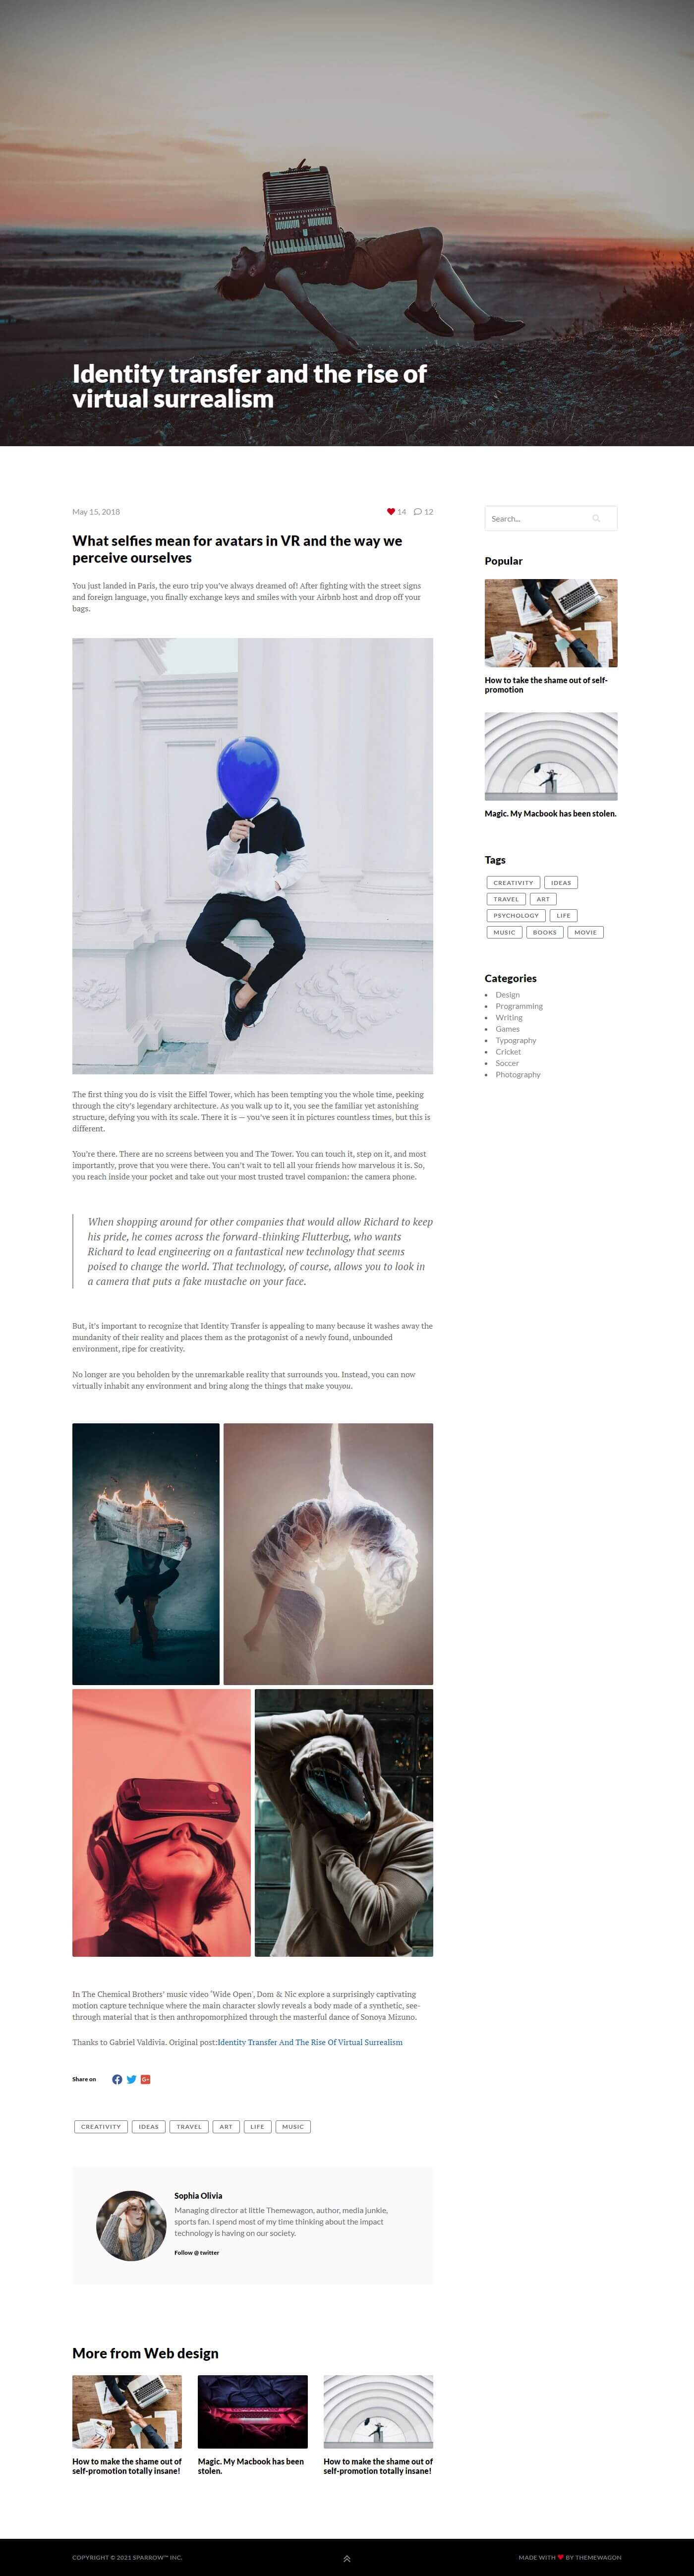 Identity transfer and the rise of
virtual surrealism
May 15, 2018
14
12
What selfies mean for avatars in VR and the way we
perceive ourselves
You just landed in Paris, the euro trip you’ve always dreamed of! After fighting with the street signs
and foreign language, you finally exchange keys and smiles with your Airbnb host and drop off your
bags.
The first thing you do is visit the Eiffel Tower, which has been tempting you the whole time, peeking
through the city’s legendary architecture. As you walk up to it, you see the familiar yet astonishing
structure, defying you with its scale. There it is — you’ve seen it in pictures countless times, but this is
different.
You’re there. There are no screens between you and The Tower. You can touch it, step on it, and most
importantly, prove that you were there. You can’t wait to tell all your friends how marvelous it is. So,
you reach inside your pocket and take out your most trusted travel companion: the camera phone.
When shopping around for other companies that would allow Richard to keep
his pride, he comes across the forward-thinking Flutterbug, who wants
Richard to lead engineering on a fantastical new technology that seems
poised to change the world. That technology, of course, allows you to look in
a camera that puts a fake mustache on your face.
But, it’s important to recognize that Identity Transfer is appealing to many because it washes away the
mundanity of their reality and places them as the protagonist of a newly found, unbounded
environment, ripe for creativity.
No longer are you beholden by the unremarkable reality that surrounds you. Instead, you can now
virtually inhabit any environment and bring along the things that make youyou.
In The Chemical Brothers’ music video 'Wide Open', Dom & Nic explore a surprisingly captivating
motion capture technique where the main character slowly reveals a body made of a synthetic, see-
through material that is then anthropomorphized through the masterful dance of Sonoya Mizuno.
Thanks to Gabriel Valdivia. Original post:Identity Transfer And The Rise Of Virtual Surrealism
Share on
CREATIVITY IDEAS TRAVEL ART LIFE MUSIC
Sophia Olivia
Managing director at little Themewagon, author, media junkie,
sports fan. I spend most of my time thinking about the impact
technology is having on our society.
Follow @ twitter
Search...
Popular
How to take the shame out of self-
promotion
Magic. My Macbook has been stolen.
Tags
CREATIVITY IDEAS
TRAVEL ART
PSYCHOLOGY LIFE
MUSIC BOOKS MOVIE
Categories
Design
Programming
Writing
Games
Typography
Cricket
Soccer
Photography
More from Web design
How to make the shame out of
self-promotion totally insane!
Magic. My Macbook has been
stolen.
How to make the shame out of
self-promotion totally insane!
COPYRIGHT © 2021 SPARROW™ INC.
MADE WITH ❤ BY THEMEWAGON